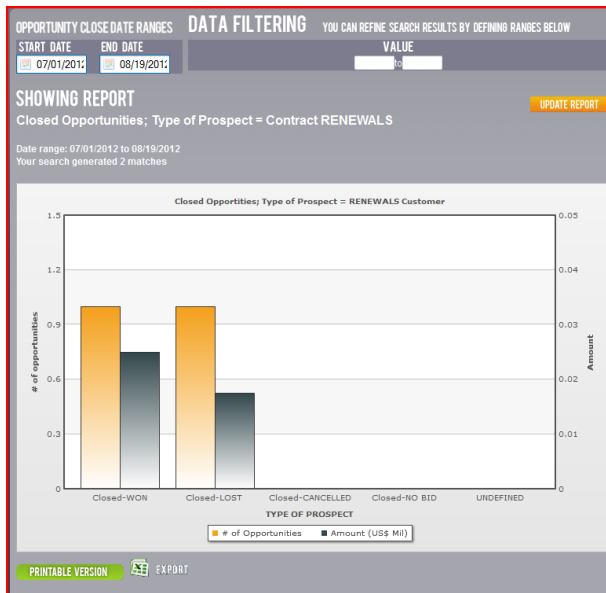 OPPORTUNITY CLOSE DATE RANGES DATA FILTERING YOU CAN REFINE SEARCH RESULTS BY DEFINING RANGES BELOW
START DATE END DATE VALUE
07/01/2012 08/19/2012 to
SHOWING REPORT
UPDATE REPORT
Closed Opportunities; Type of Prospect = Contract RENEWALS
Date range: 07/01/2012 to 08/19/2012
Your search generated 2 matches
Closed Opportities; Type of Prospect = RENEWALS Customer
1.5 0.05
1.2 0.04
0.9 0.03
# of opportunities
Amount
0.6 0.02
0.3 0.01
0 0
Closed-WON Closed-LOST Closed-CANCELLED Closed-NO BID UNDEFINED
TYPE OF PROSPECT
# of Opportunities Amount (US$ Mil)
PRINTABLE VERSION EXPORT